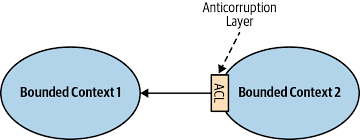 Anticorruption
Layer
Bounded Context 1
ACL
Bounded Context 2